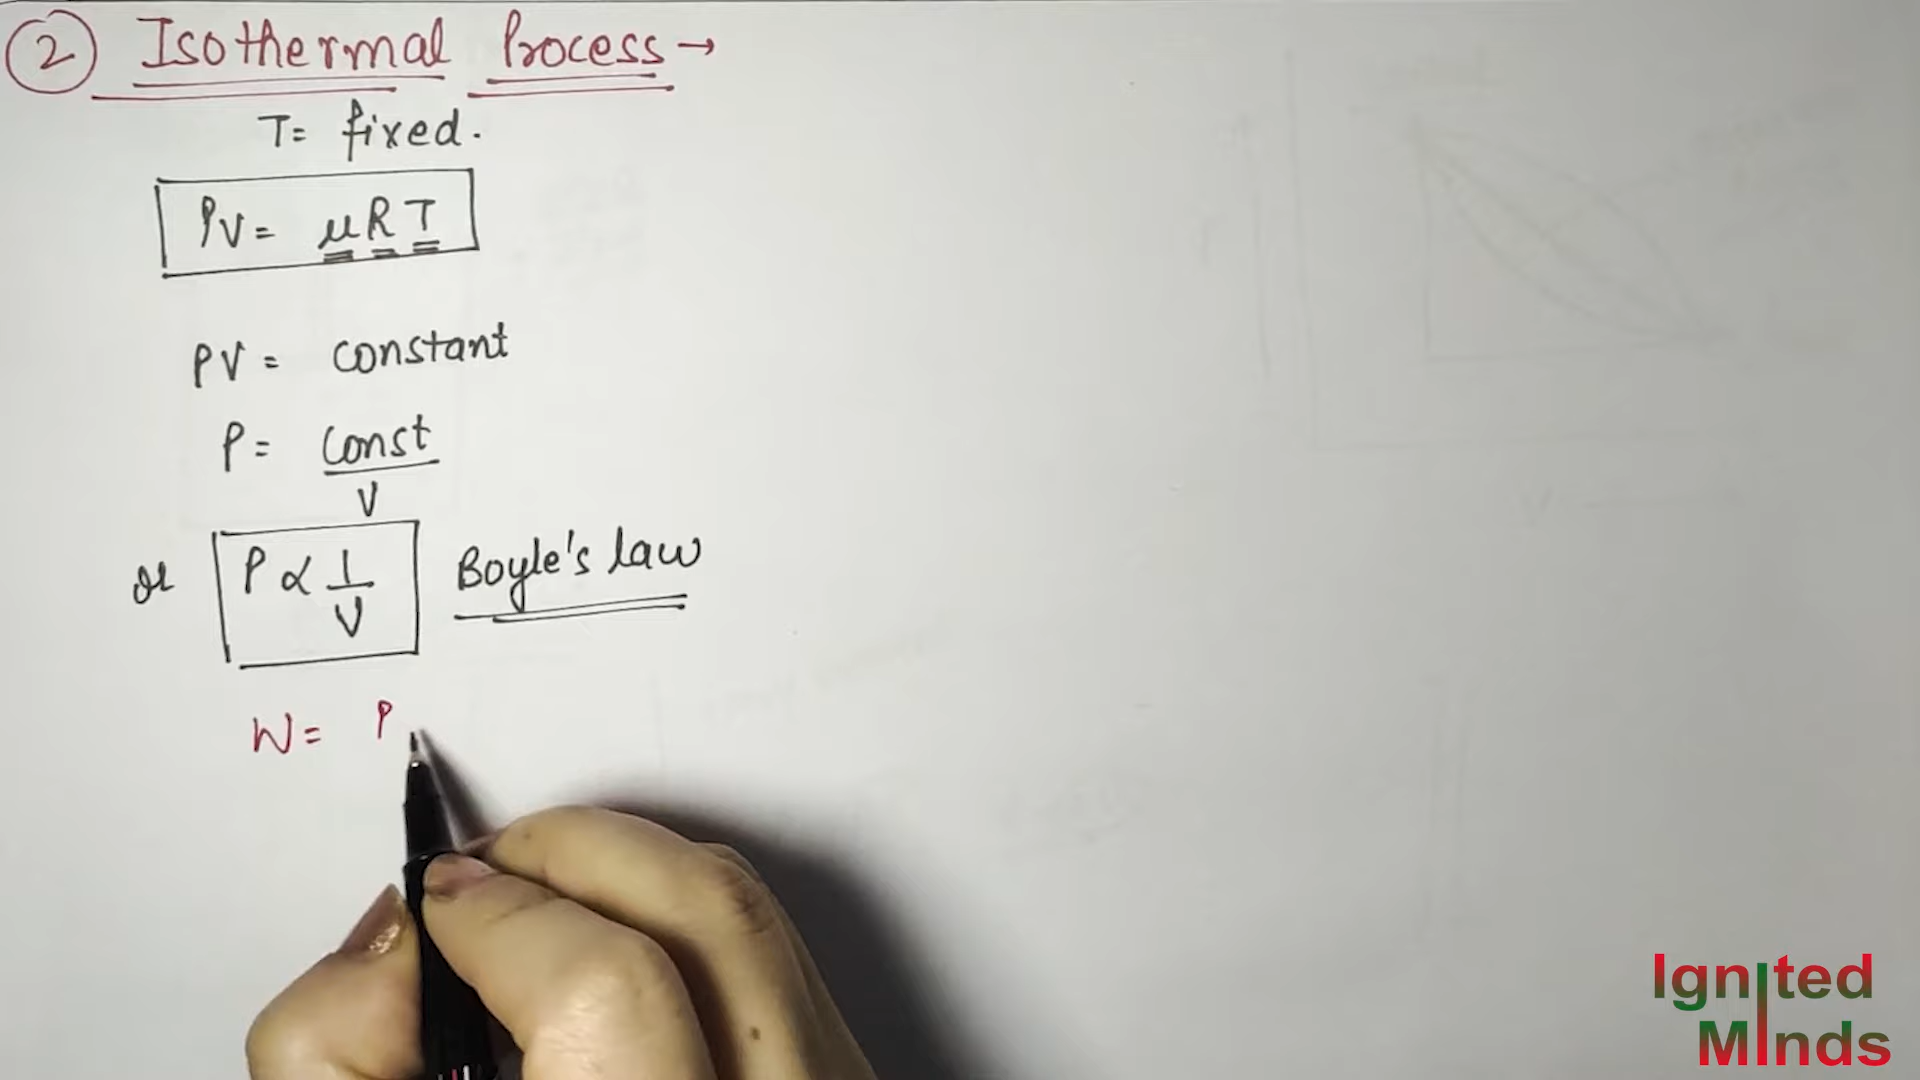 ② Isothermal Process →
T = fixed.
PV = μRT
PV = constant
P = const
V
or P ∝ 1/V Boyle's law
W = P
Ignited
Minds